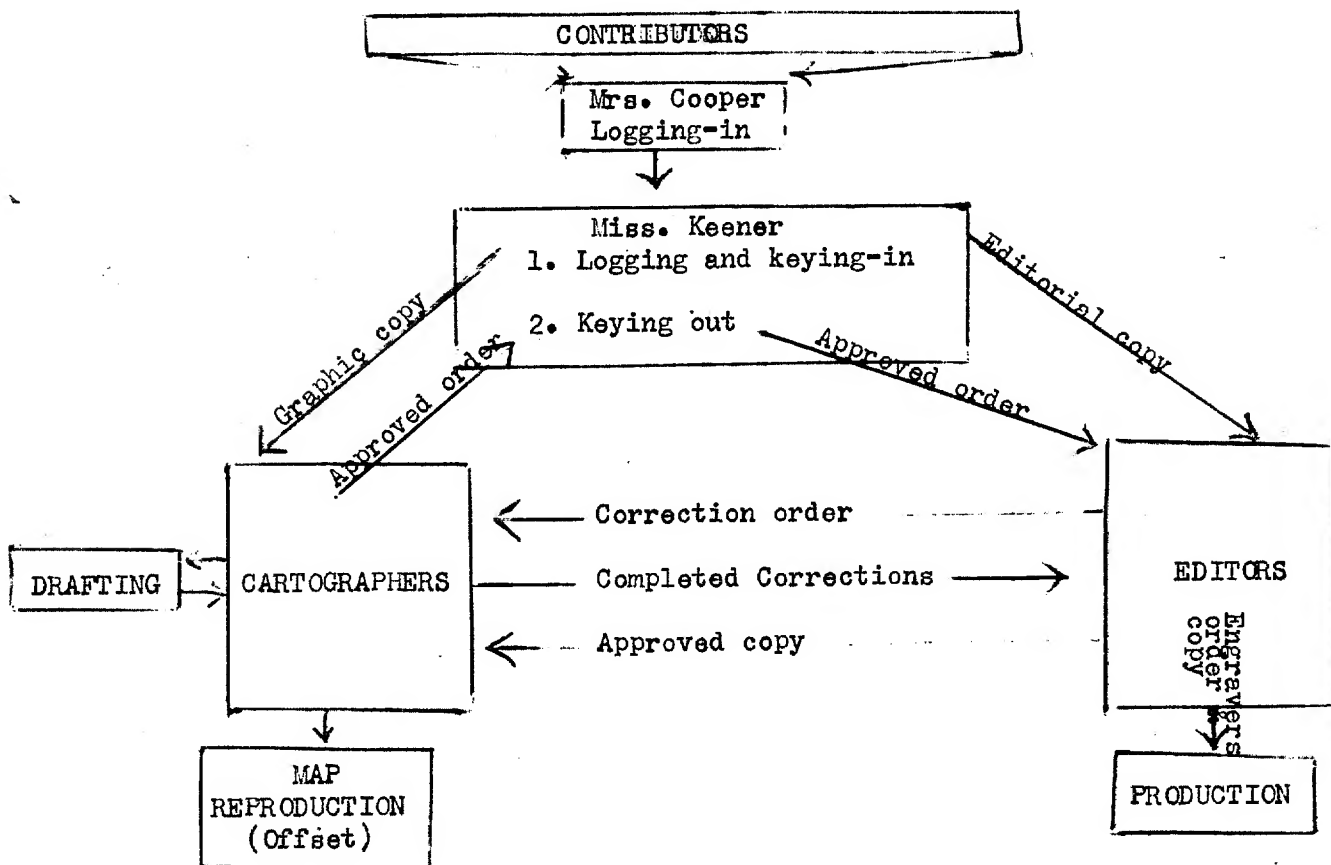 CONTRIBUTORS
Mrs. Cooper
Logging-in
Miss. Keener
1. Logging and keying-in
2. Keying out
Graphic copy
Approved order
Approved order
Editorial copy
Correction order
DRAFTING
CARTOGRAPHERS
Completed Corrections
EDITORS
Approved copy
Engravers
order
copy
MAP
REPRODUCTION
(Offset)
PRODUCTION